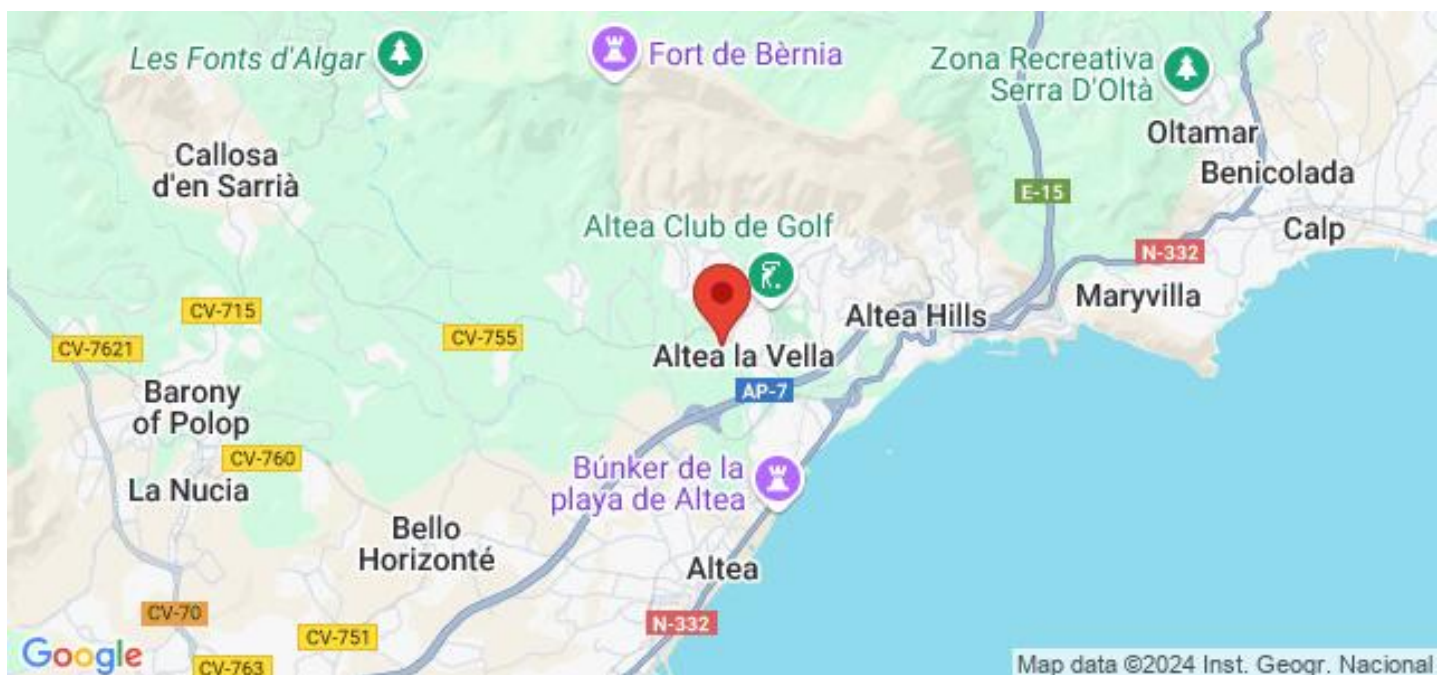 Les Fonts d'Algar
Fort de Bèrnia
Zona Recreativa
Serra D'Oltà
Oltamar
Callosa
d'en Sarrià
Benicolada
E-15
Altea Club de Golf
Calp
N-332
Maryvilla
CV-715
Altea Hills
CV-755
CV-7621
Altea la Vella
AP-7
Barony
of Polop
CV-760
Búnker de la
playa de Altea
La Nucia
Bello
Horizonté
Altea
CV-70
N-332
CV-751
Google
CV-763
Map data ©2024 Inst. Geogr. Nacional